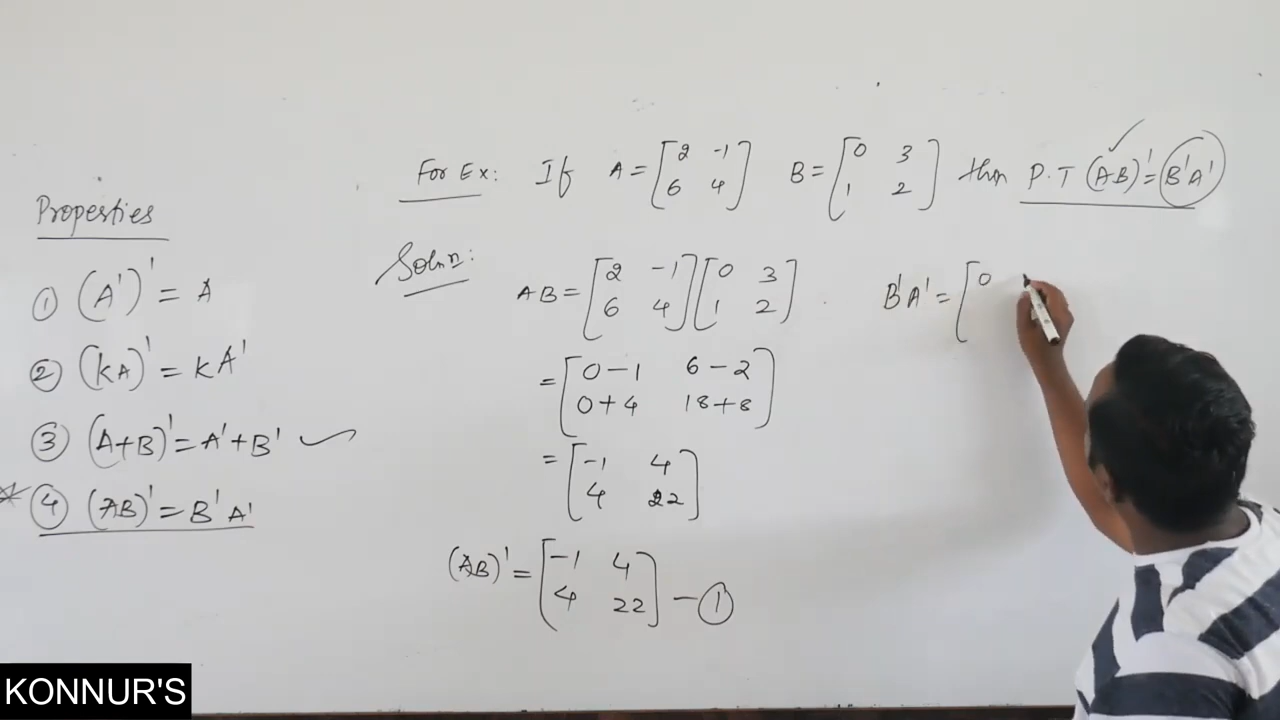 For Ex: If A = [2 -1 6 4] B = [0 3 1 2] then P.T (AB)' = B'A'
Properties
① (A')' = A
② (KA)' = KA'
③ (A+B)' = A'+B'
④ (AB)' = B'A'
Soln:
AB = [2 -1 6 4][0 3 1 2]
= [0-1 6-2 0+4 18+8]
= [-1 4 4 22]
(AB)' = [-1 4 4 22] — ①
B'A' = [0
KONNUR'S